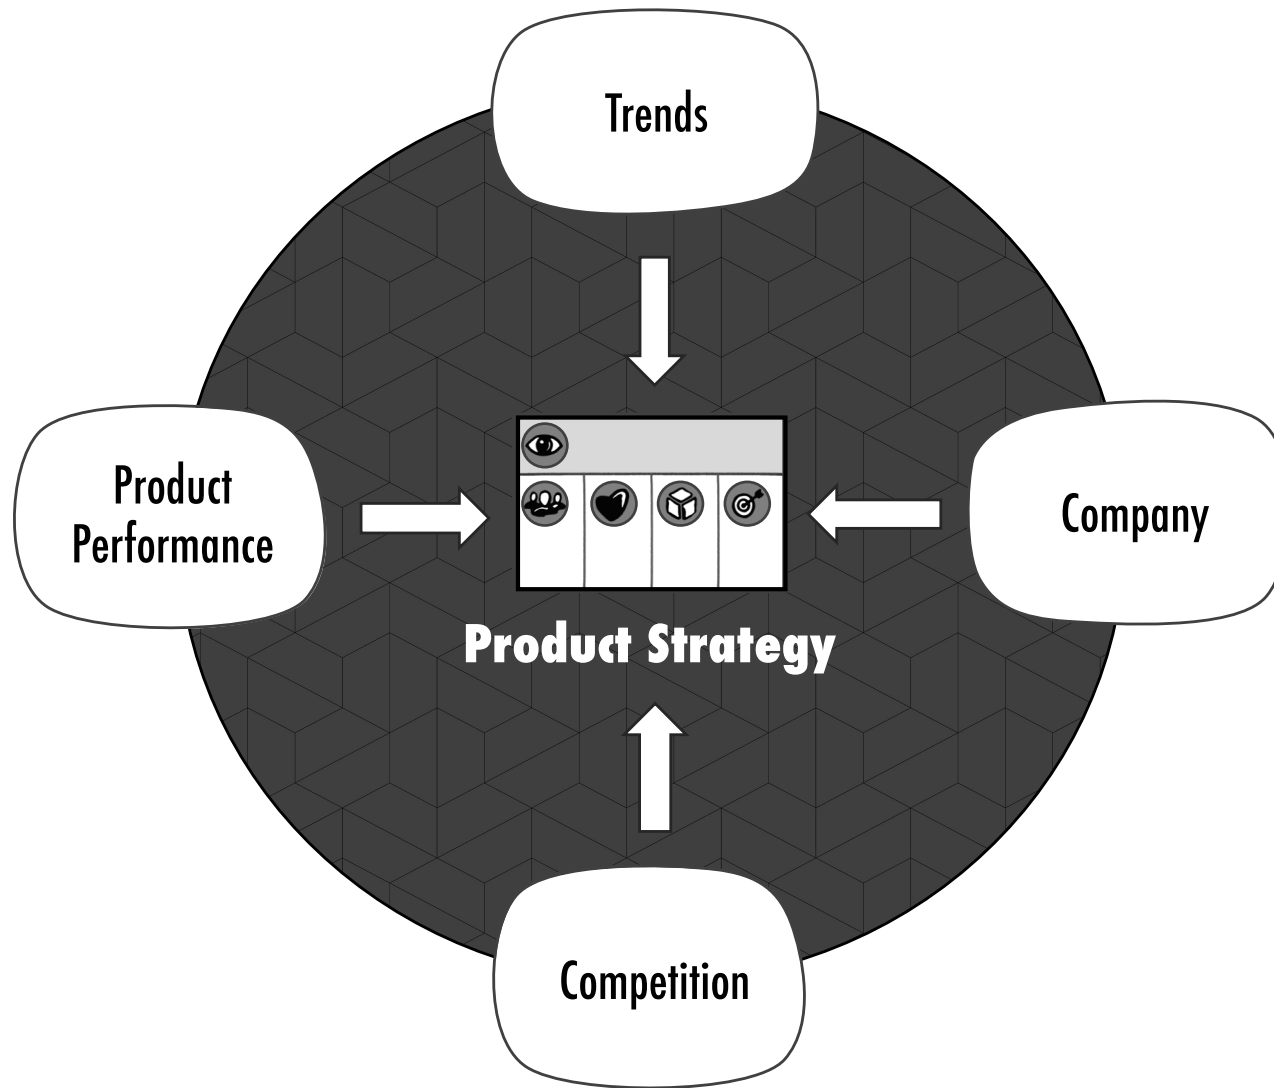 Trends
Product
Performance
Company
Product Strategy
Competition